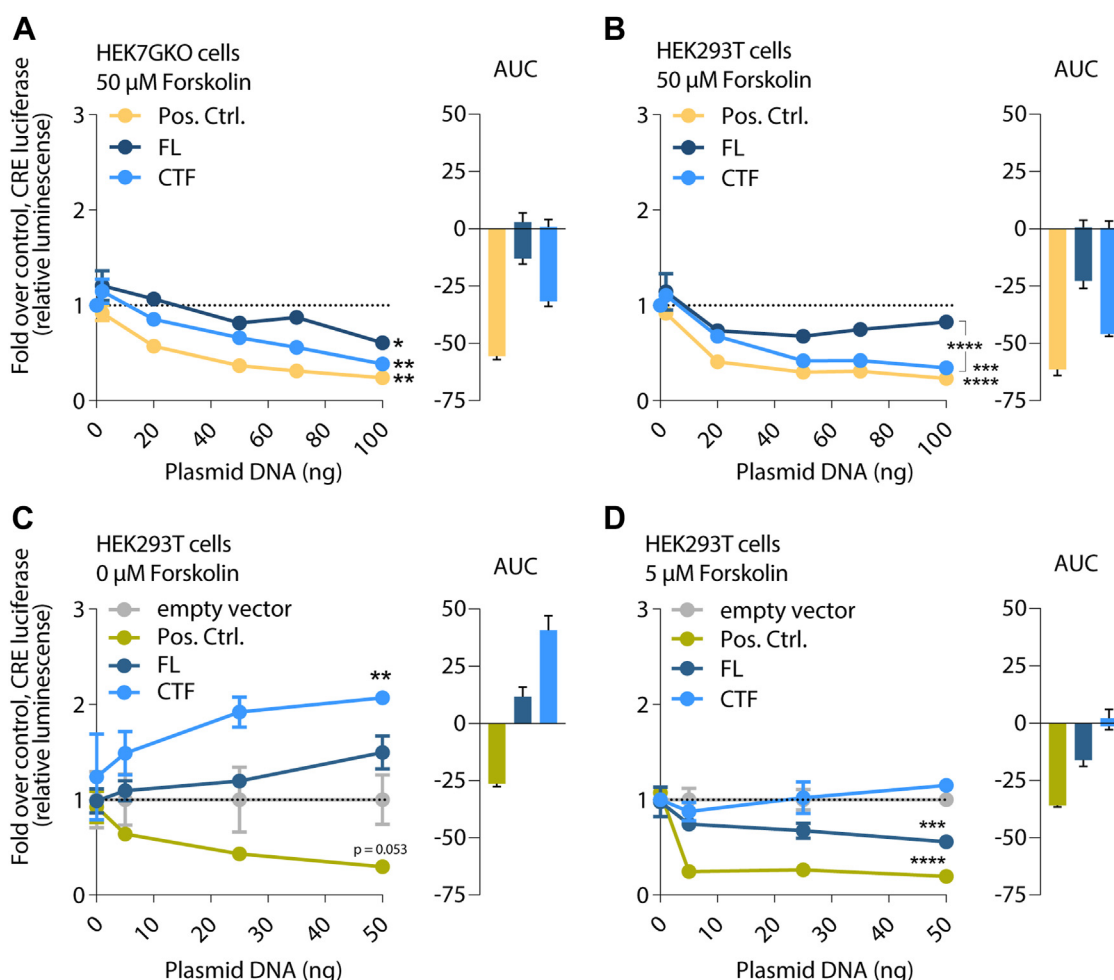 A
HEK7GKO cells
50 µM Forskolin
AUC
Fold over control, CRE luciferase
(relative luminescense)
3
2
1
0
Pos. Ctrl.
FL
CTF
*
**
**
0
20
40
60
80
100
Plasmid DNA (ng)
50
25
0
-25
-50
-75
B
HEK293T cells
50 µM Forskolin
AUC
3
2
1
0
Pos. Ctrl.
FL
CTF
****
***
****
0
20
40
60
80
100
Plasmid DNA (ng)
50
25
0
-25
-50
-75
C
HEK293T cells
0 µM Forskolin
AUC
Fold over control, CRE luciferase
(relative luminescense)
3
2
1
0
empty vector
Pos. Ctrl.
FL
CTF
**
p = 0.053
0
10
20
30
40
50
Plasmid DNA (ng)
50
25
0
-25
-50
-75
D
HEK293T cells
5 µM Forskolin
AUC
3
2
1
0
empty vector
Pos. Ctrl.
FL
CTF
***
****
0
10
20
30
40
50
Plasmid DNA (ng)
50
25
0
-25
-50
-75